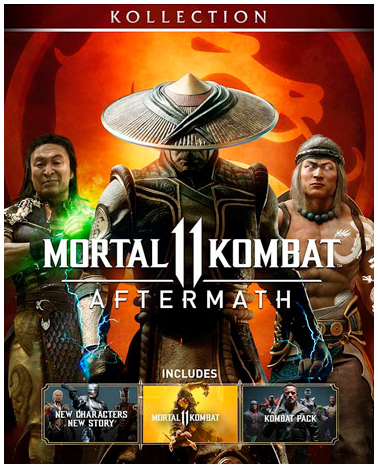 KOLLECTION
MORTAL 11 KOMBAT
AFTERMATH
INCLUDES
NEW CHARACTERS
NEW STORY
MORTAL 11 KOMBAT
KOMBAT PACK